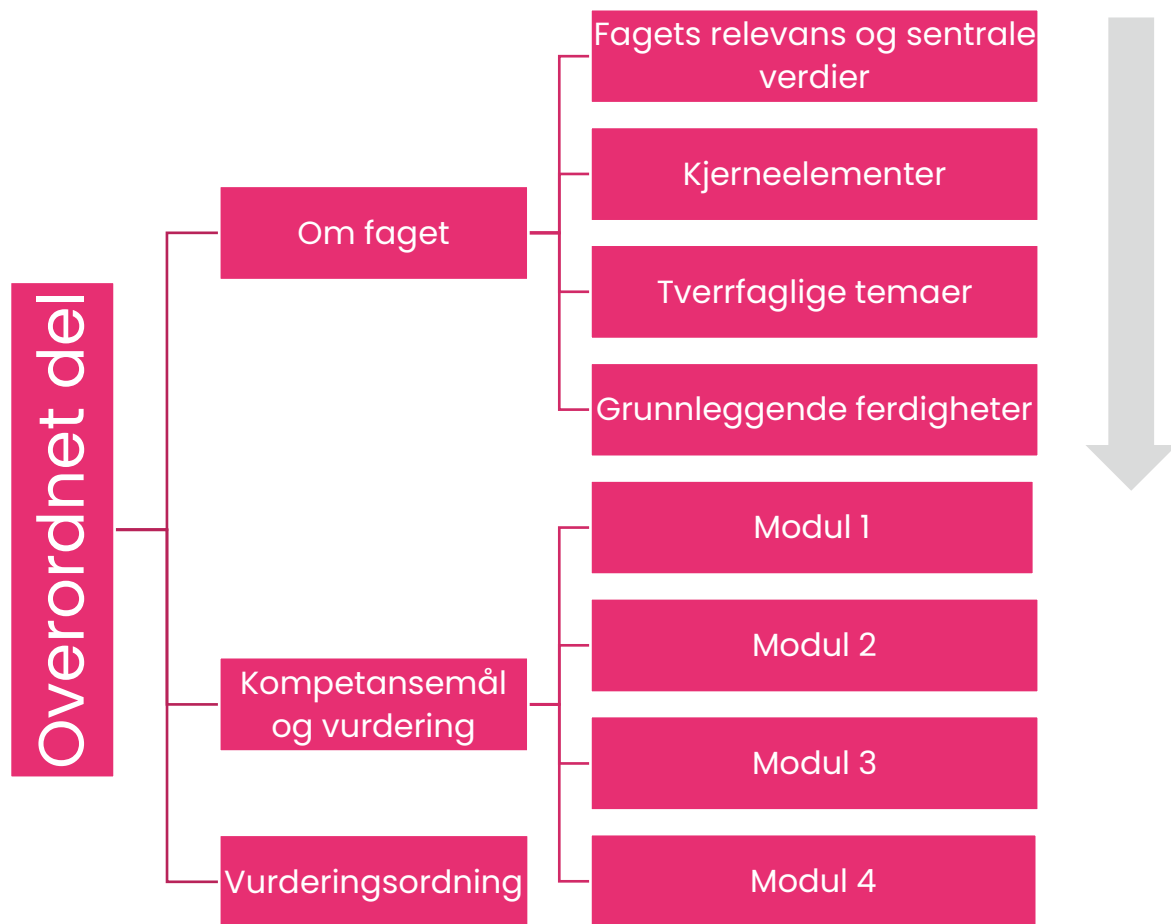 Overordnet del
Om faget
Fagets relevans og sentrale
verdier
Kjerneelementer
Tverrfaglige temaer
Grunnleggende ferdigheter
Kompetansemål
og vurdering
Modul 1
Modul 2
Modul 3
Modul 4
Vurderingsordning